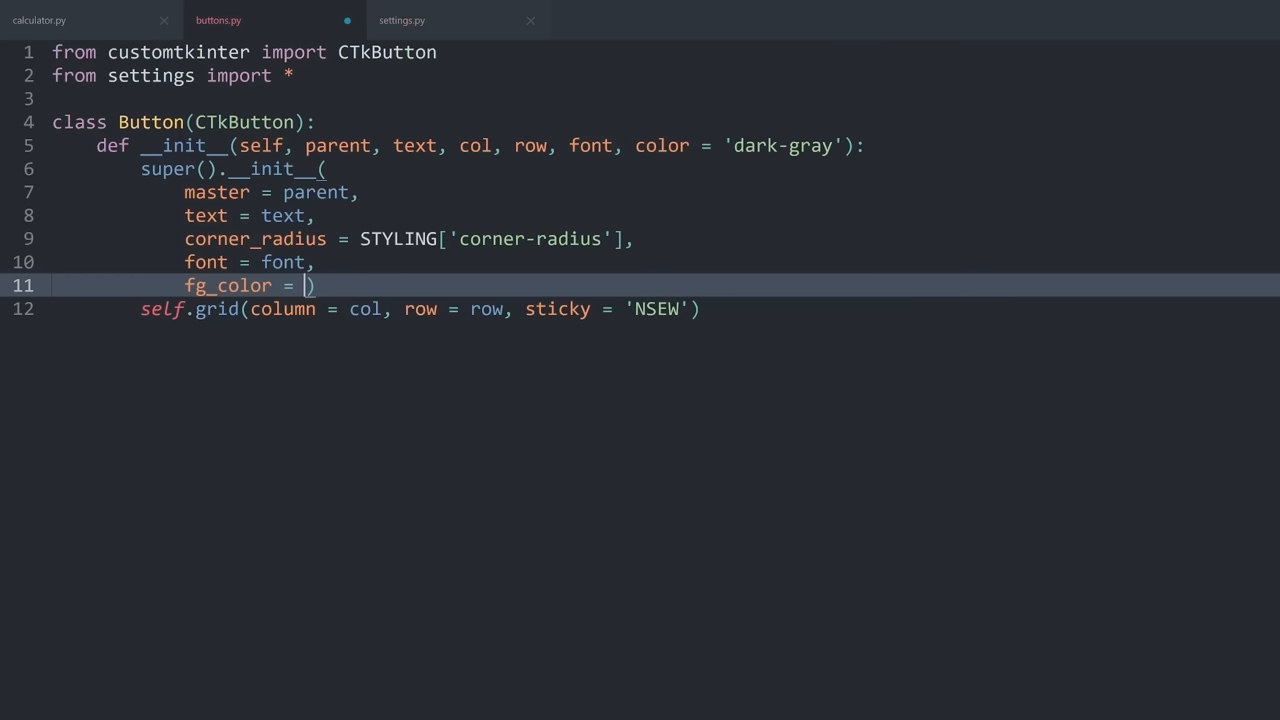 calculator.py
buttons.py
settings.py
1 from customtkinter import CTkButton
2 from settings import *
3
4 class Button(CTkButton):
5     def __init__(self, parent, text, col, row, font, color = 'dark-gray'):
6         super().__init__(
7             master = parent,
8             text = text,
9             corner_radius = STYLING['corner-radius'],
10             font = font,
11             fg_color = )
12         self.grid(column = col, row = row, sticky = 'NSEW')